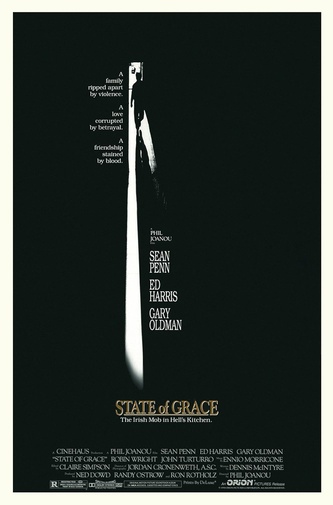 A
family
ripped apart
by violence.
A
love
corrupted
by betrayal.
A
friendship
stained
by blood.
PHIL
JOANOU
SEAN
PENN
ED
HARRIS
GARY
OLDMAN
STATE of GRACE
The Irish Mob in Hell's Kitchen.
CINEHAUS PHIL JOANOU SEAN PENN ED HARRIS GARY OLDMAN
"STATE OF GRACE" ROBIN WRIGHT JOHN TURTURRO ENNIO MORRICONE
CLAIRE SIMPSON JORDAN CRONENWETH, A.S.C. DENNIS McINTYRE
NED DOWD RANDY OSTROW RON ROTHOLZ PHIL JOANOU
R
An ORION PICTURES Release